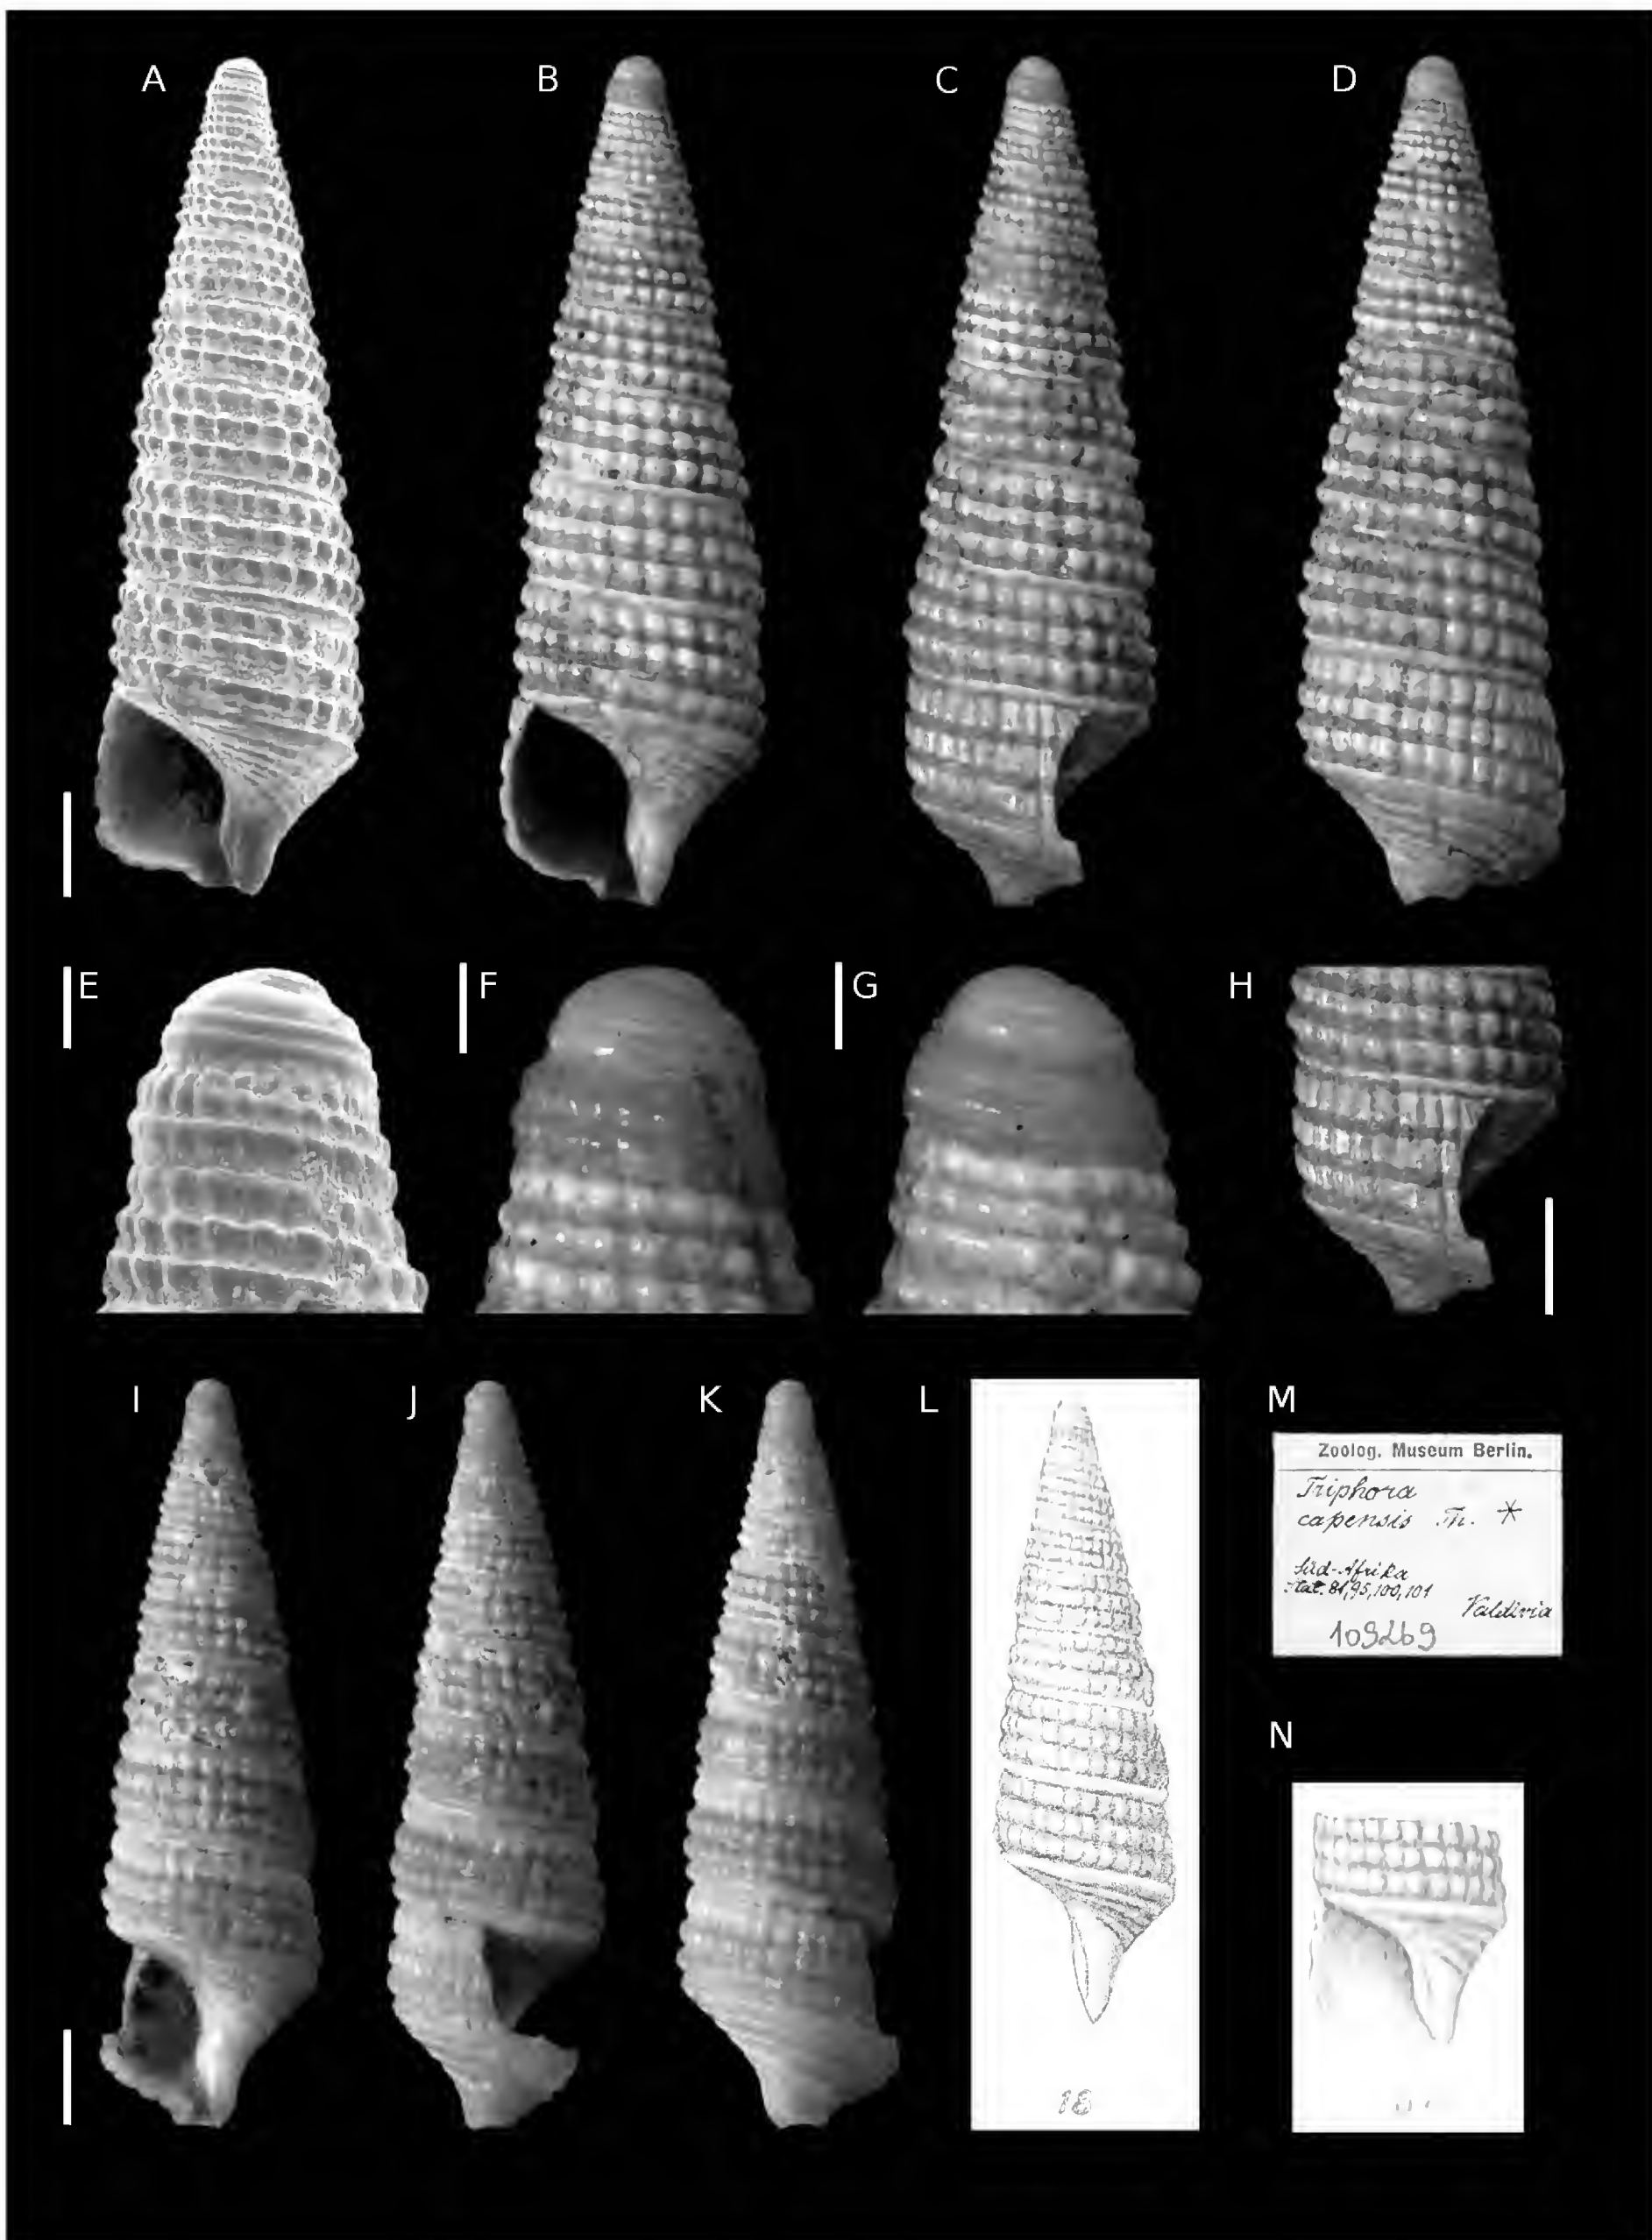 A
B
C
D
E
F
G
H
I
J
K
L
M
Zoolog. Museum Berlin.
Triphora
capensis Th. *
Süd-Afrika
Stat. 81,95,100,101
Valdivia
109269
N
18